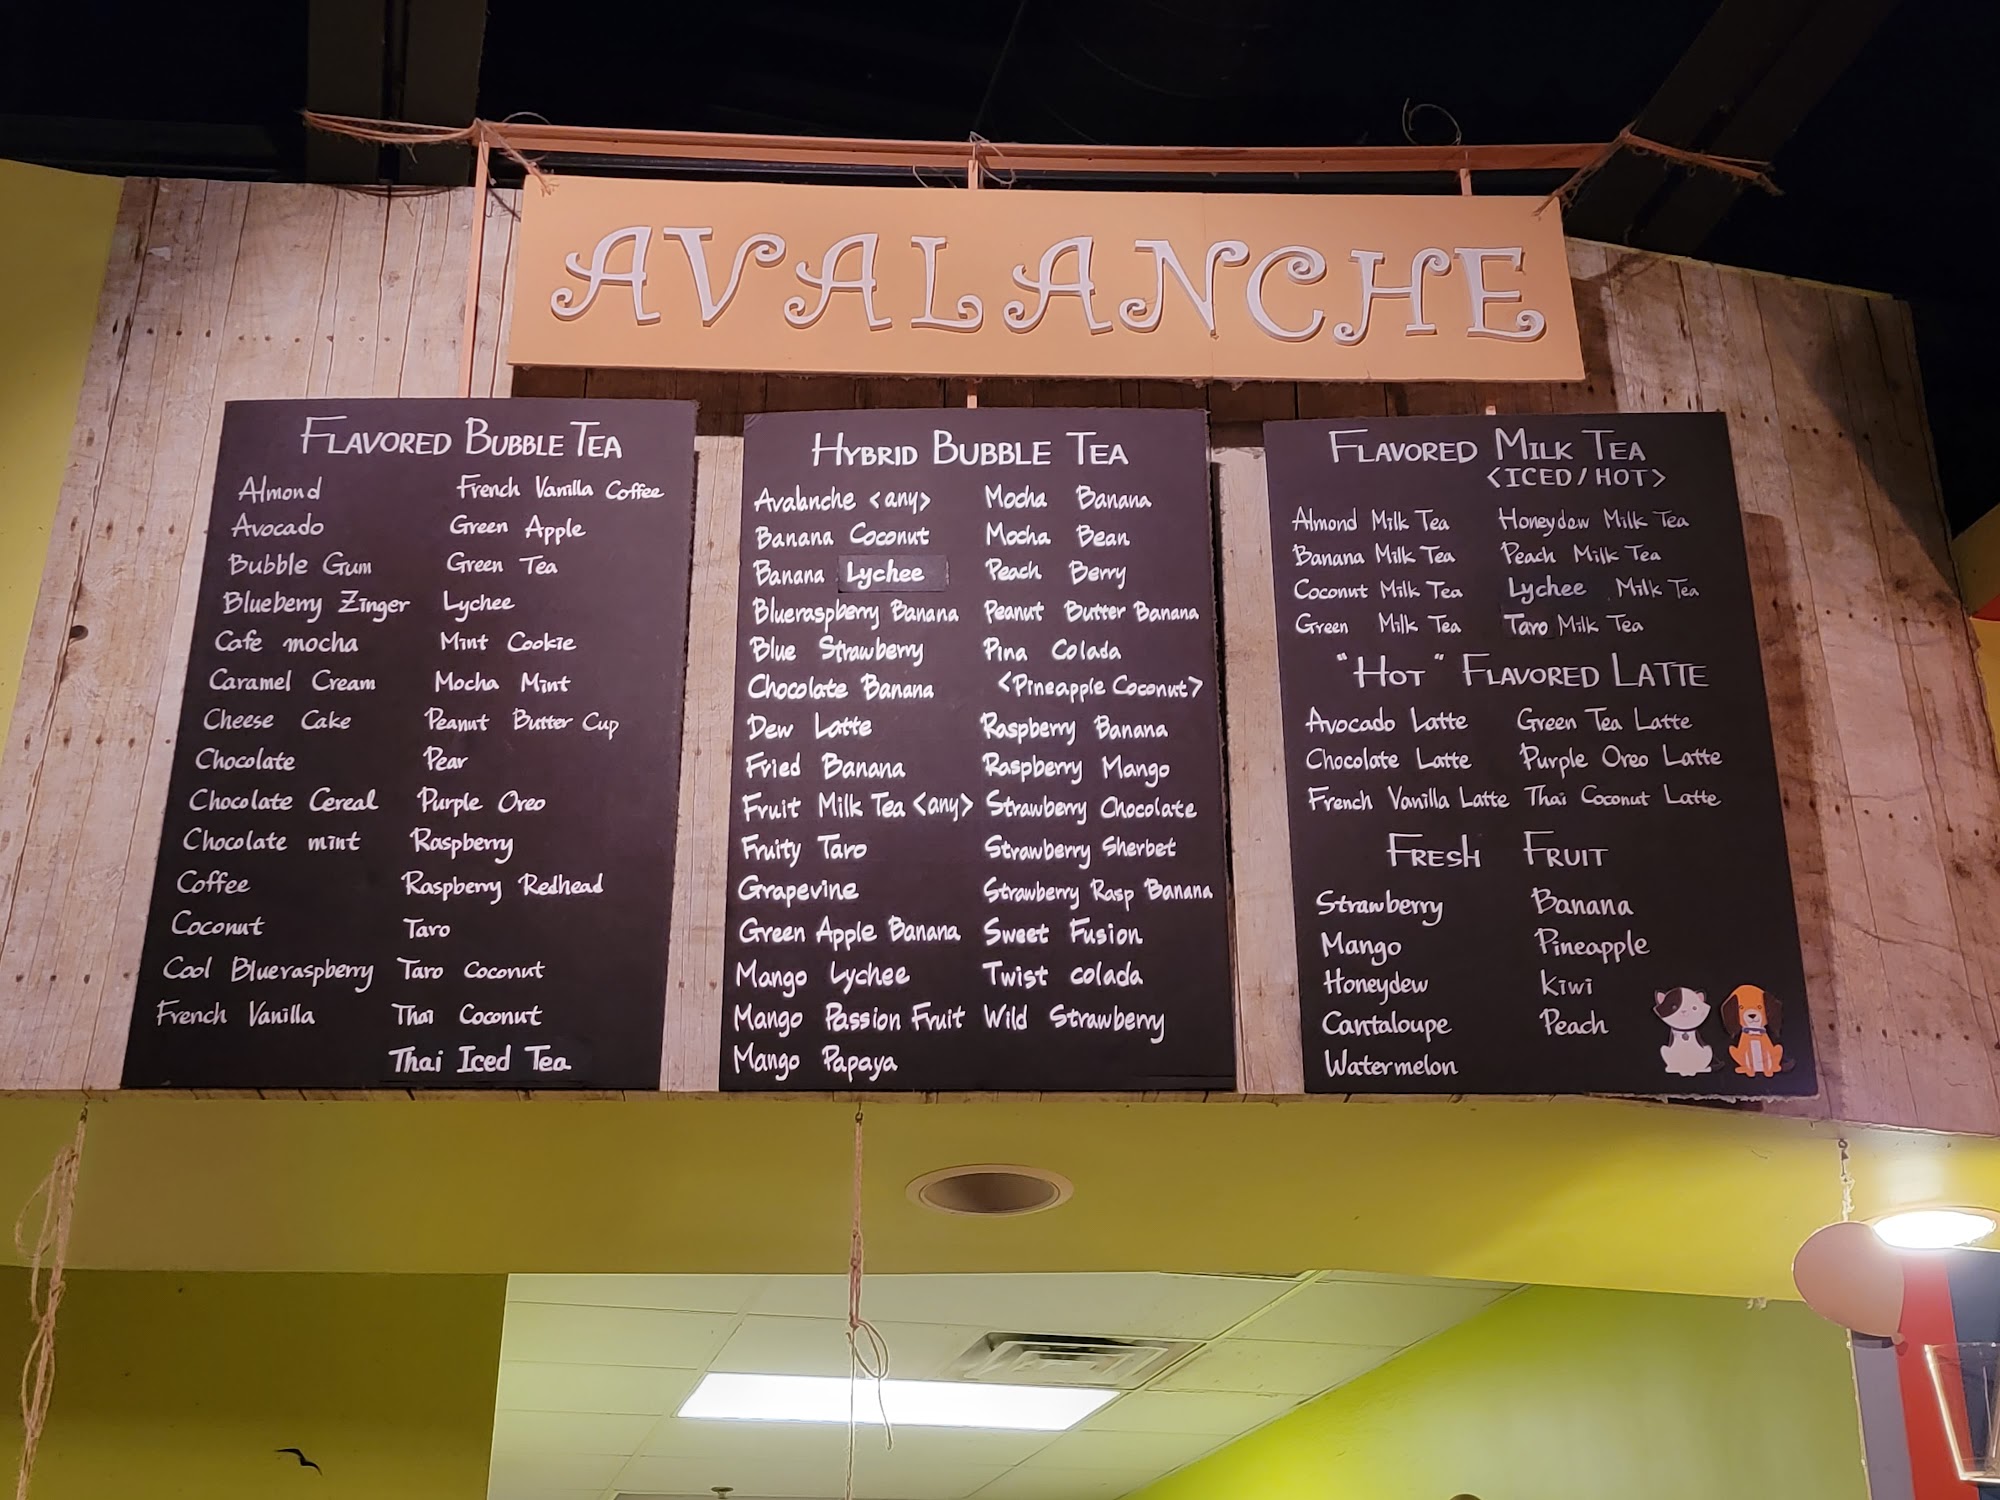 AVALANCHE
FLAVORED BUBBLE TEA
Almond
Avocado
Bubble Gum
Blueberry Zinger
Cafe mocha
Caramel Cream
Cheese Cake
Chocolate
Chocolate Cereal
Chocolate mint
Coffee
Coconut
Cool Blueraspberry
French Vanilla
French Vanilla Coffee
Green Apple
Green Tea
Lychee
Mint Cookie
Mocha Mint
Peanut Butter Cup
Pear
Purple Oreo
Raspberry
Raspberry Redhead
Taro
Taro Coconut
Thai Coconut
Thai Iced Tea
HYBRID BUBBLE TEA
Avalanche <any>
Banana Coconut
Banana Lychee
Blueraspberry Banana
Blue Strawberry
Chocolate Banana
Dew Latte
Fried Banana
Fruit Milk Tea <any>
Fruity Taro
Grapevine
Green Apple Banana
Mango Lychee
Mango Passion Fruit
Mango Papaya
Mocha Banana
Mocha Bean
Peach Berry
Peanut Butter Banana
Pina Colada
<Pineapple Coconut>
Raspberry Banana
Raspberry Mango
Strawberry Chocolate
Strawberry Sherbet
Strawberry Rasp Banana
Sweet Fusion
Twist colada
Wild Strawberry
FLAVORED MILK TEA
<ICED/HOT>
Almond Milk Tea
Banana Milk Tea
Coconut Milk Tea
Green Milk Tea
Honeydew Milk Tea
Peach Milk Tea
Lychee Milk Tea
Taro Milk Tea
"HOT" FLAVORED LATTE
Avocado Latte
Chocolate Latte
French Vanilla Latte
Green Tea Latte
Purple Oreo Latte
Thai Coconut Latte
FRESH FRUIT
Strawberry
Mango
Honeydew
Cantaloupe
Watermelon
Banana
Pineapple
Kiwi
Peach